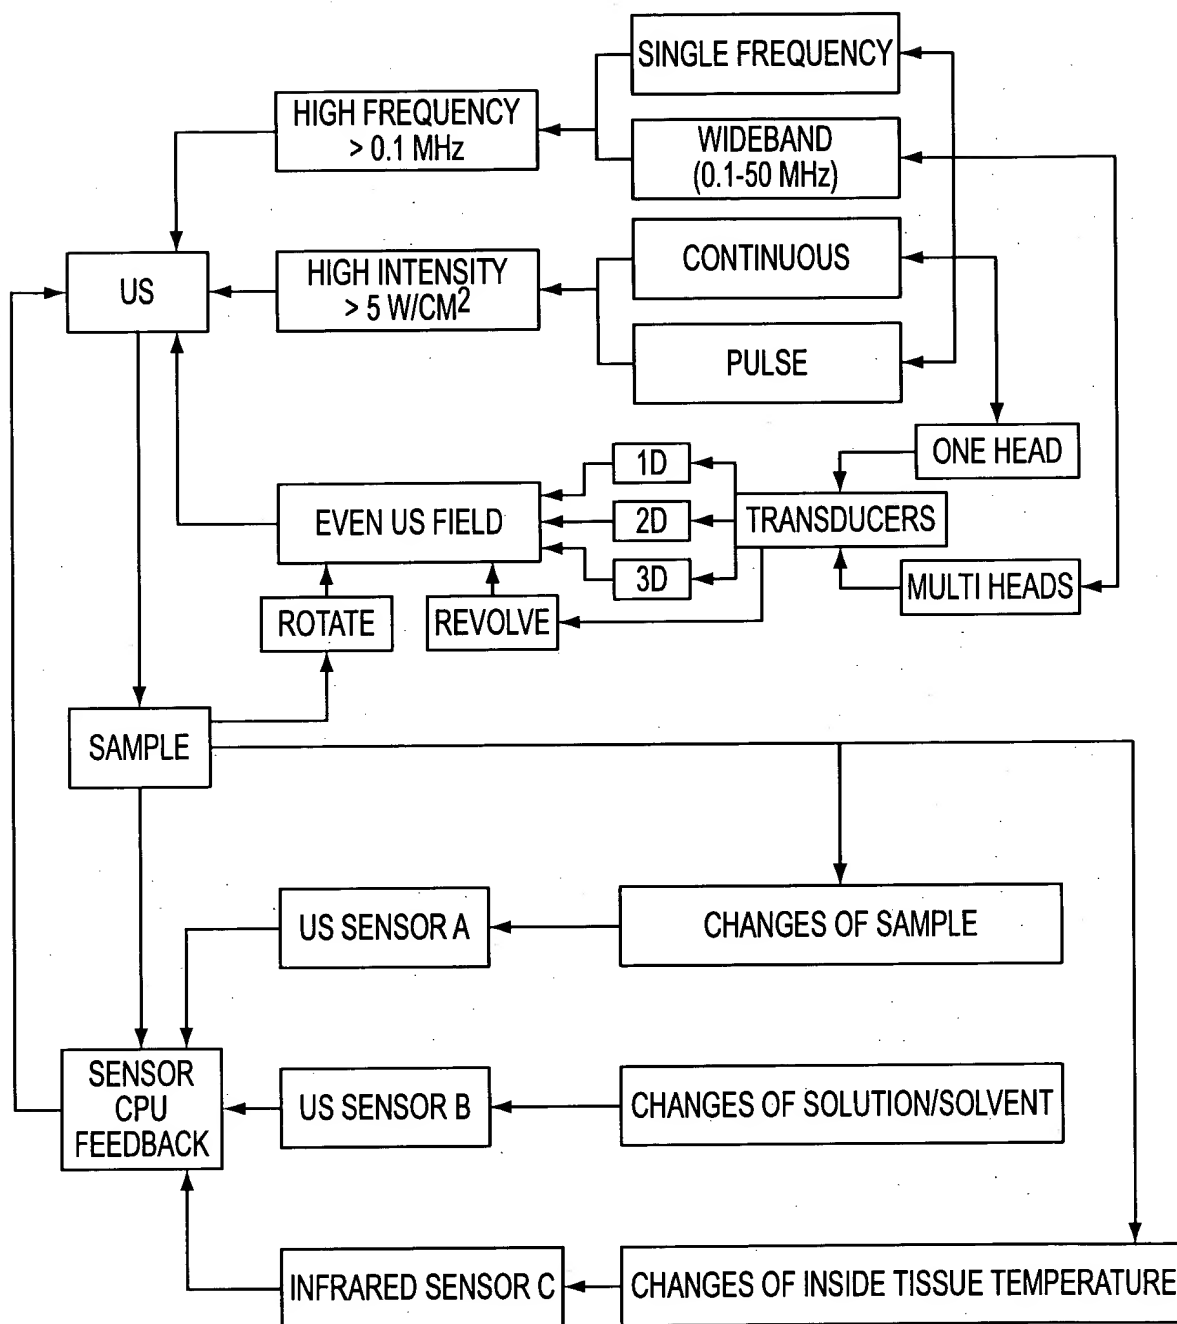 SINGLE FREQUENCY
HIGH FREQUENCY
> 0.1 MHz
WIDEBAND
(0.1-50 MHz)
CONTINUOUS
US
HIGH INTENSITY
> 5 W/CM²
PULSE
ONE HEAD
1D
EVEN US FIELD
2D
TRANSDUCERS
3D
MULTI HEADS
ROTATE
REVOLVE
SAMPLE
US SENSOR A
CHANGES OF SAMPLE
SENSOR
CPU
FEEDBACK
US SENSOR B
CHANGES OF SOLUTION/SOLVENT
INFRARED SENSOR C
CHANGES OF INSIDE TISSUE TEMPERATURE